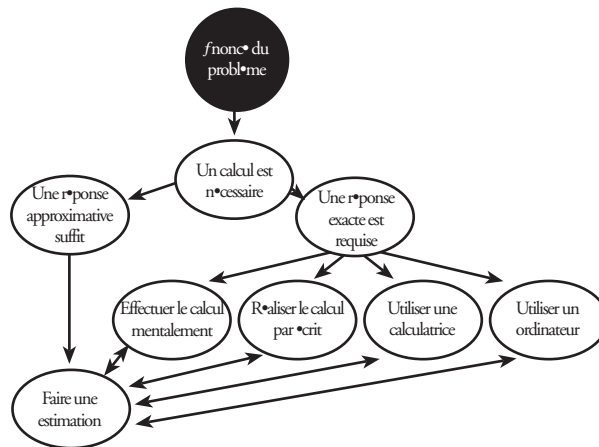 ƒnonc• du
probl•me
Un calcul est
n•cessaire
Une r•ponse
approximative
suffit
Une r•ponse
exacte est
requise
Effectuer le calcul
mentalement
R•aliser le calcul
par •crit
Utiliser une
calculatrice
Utiliser un
ordinateur
Faire une
estimation